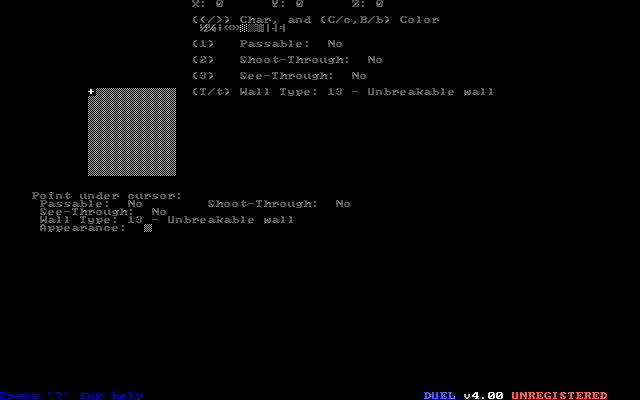 X: 0 Y: 0 Z: 0
(</>) Char, and (C/c,B/b) Color
½¼¡«»░▒▓│┤╡
(1) Passable: No
(2) Shoot-Through: No
(3) See-Through: No
(T/t) Wall Type: 13 - Unbreakable wall
+
Point under cursor:
Passable: No Shoot-Through: No
See-Through: No
Wall Type: 13 - Unbreakable wall
Appearance: ▒
Press '?' for help DUEL v4.00 UNREGISTERED